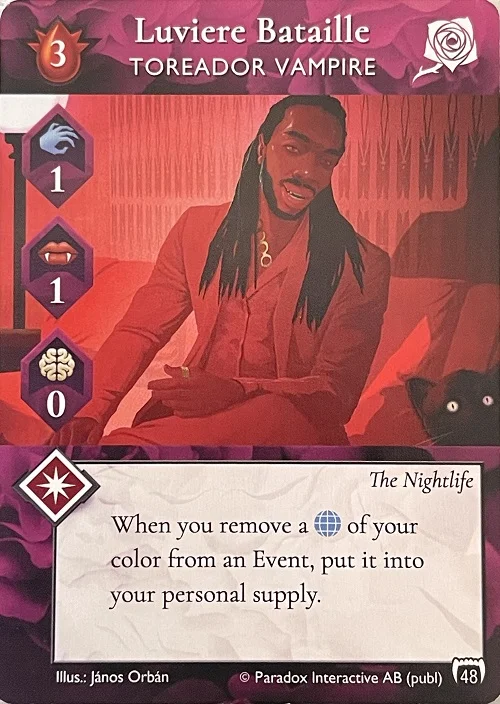 3
Luviere Bataille
TOREADOR VAMPIRE
1
1
0
The Nightlife
When you remove a of your
color from an Event, put it into
your personal supply.
Illus.: János Orbán
© Paradox Interactive AB (publ)
48